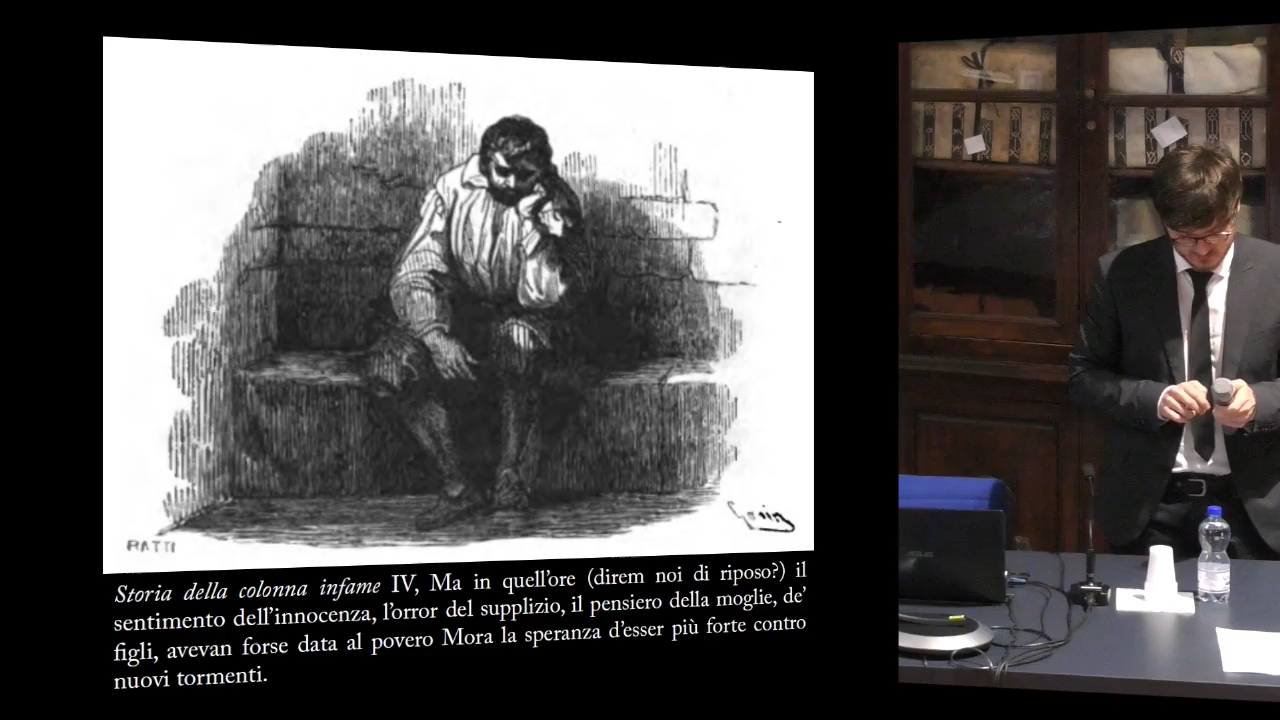 RATTI
Gonin
Storia della colonna infame IV, Ma in quell'ore (direm noi di riposo?) il
sentimento dell'innocenza, l'orror del supplizio, il pensiero della moglie, de'
figli, avevan forse data al povero Mora la speranza d'esser più forte contro
nuovi tormenti.
ASUS